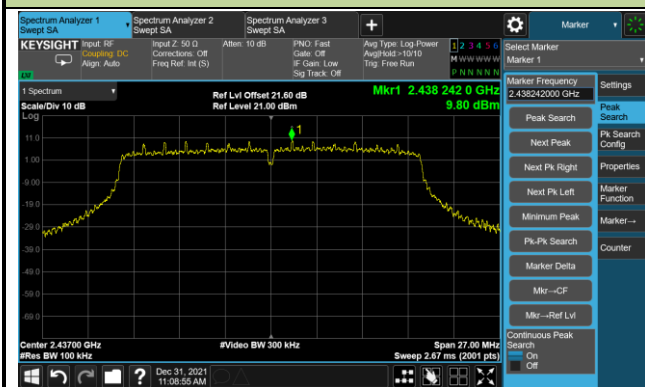 Spectrum Analyzer 1
Swept SA
Spectrum Analyzer 2
Swept SA
Spectrum Analyzer 3
Swept SA
+
Marker
KEYSIGHT
Input: RF
Coupling: DC
Align: Auto
Input Z: 50 Ω
Corrections: Off
Freq Ref: Int (S)
Atten: 10 dB
PNO: Fast
Gate: Off
IF Gain: Low
Sig Track: Off
Avg Type: Log-Power
Avg|Hold:>10/10
Trig: Free Run
1 2 3 4 5 6
M W W W W W
P N N N N N
Select Marker
Marker 1
1 Spectrum
Scale/Div 10 dB
Log
Ref Lvl Offset 21.60 dB
Ref Level 21.00 dBm
Mkr1 2.438 242 0 GHz
9.80 dBm
1
11.0
1.00
-9.00
-19.0
-29.0
-39.0
-49.0
-59.0
-69.0
Center 2.43700 GHz
#Res BW 100 kHz
#Video BW 300 kHz
Span 27.00 MHz
Sweep 2.67 ms (2001 pts)
Marker Frequency
2.438242000 GHz
Peak Search
Next Peak
Next Pk Right
Next Pk Left
Minimum Peak
Pk-Pk Search
Marker Delta
Mkr→CF
Mkr→Ref Lvl
Continuous Peak
Search
On
Off
Settings
Peak
Search
Pk Search
Config
Properties
Marker
Function
Marker→
Counter
?
Dec 31, 2021
11:08:55 AM